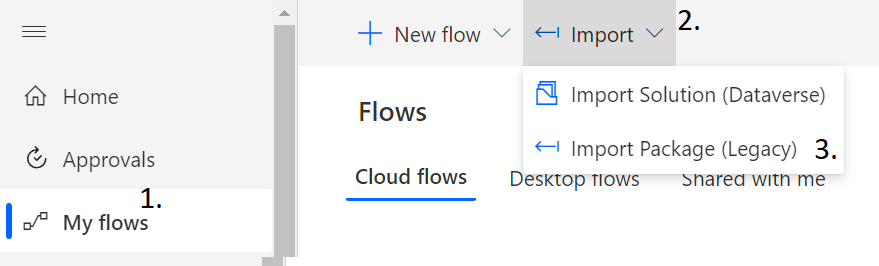 New flow
Import
2.
Home
Import Solution (Dataverse)
Flows
Approvals
Import Package (Legacy)
3.
Cloud flows
Desktop flows
Shared with me
1.
My flows